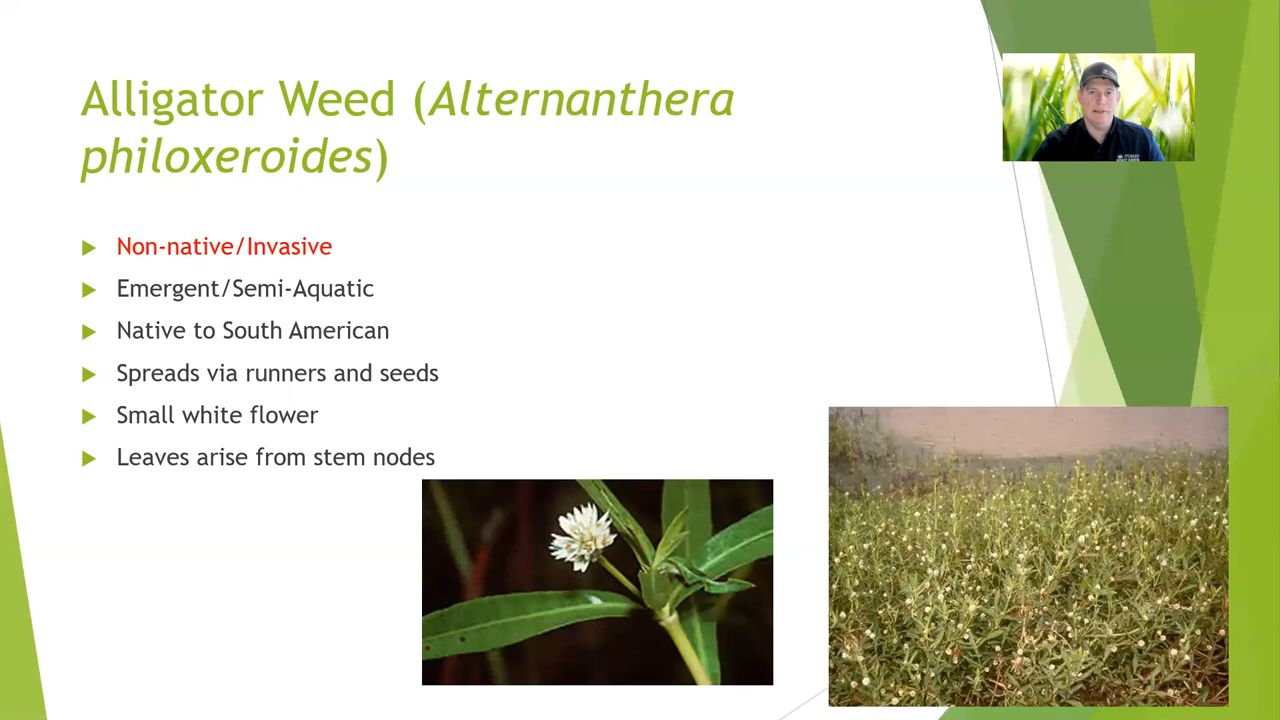 Alligator Weed (Alternanthera
philoxeroides)
Non-native/Invasive
Emergent/Semi-Aquatic
Native to South American
Spreads via runners and seeds
Small white flower
Leaves arise from stem nodes